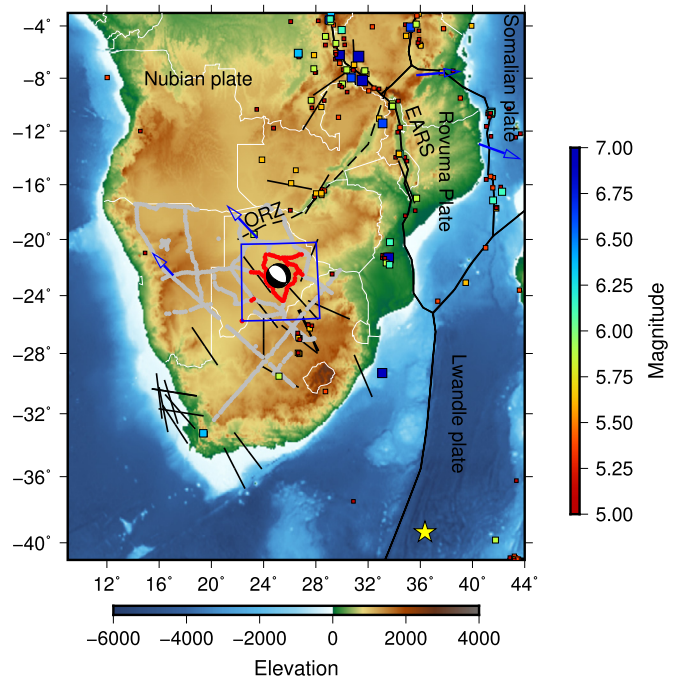 −4˚
−8˚
−12˚
−16˚
−20˚
−24˚
−28˚
−32˚
−36˚
−40˚
Nubian plate
Somalian plate
EARS
Rovuma Plate
ORZ
Lwandle plate
12˚ 16˚ 20˚ 24˚ 28˚ 32˚ 36˚ 40˚ 44˚
7.00
6.75
6.50
6.25
6.00
5.75
5.50
5.25
5.00
Magnitude
−6000 −4000 −2000 0 2000 4000
Elevation